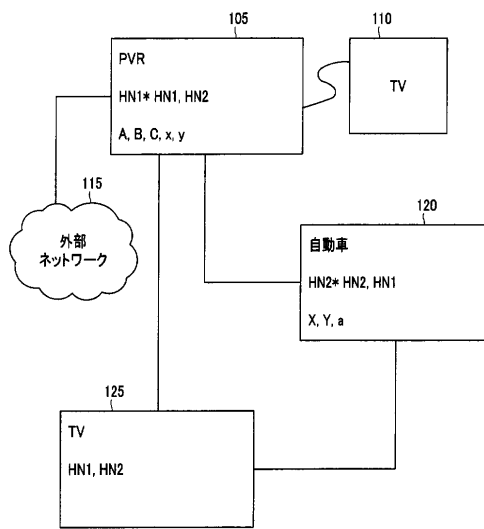 105
PVR
HN1* HN1, HN2
A, B, C, x, y
110
TV
115
外部
ネットワーク
120
自動車
HN2* HN2, HN1
X, Y, a
125
TV
HN1, HN2